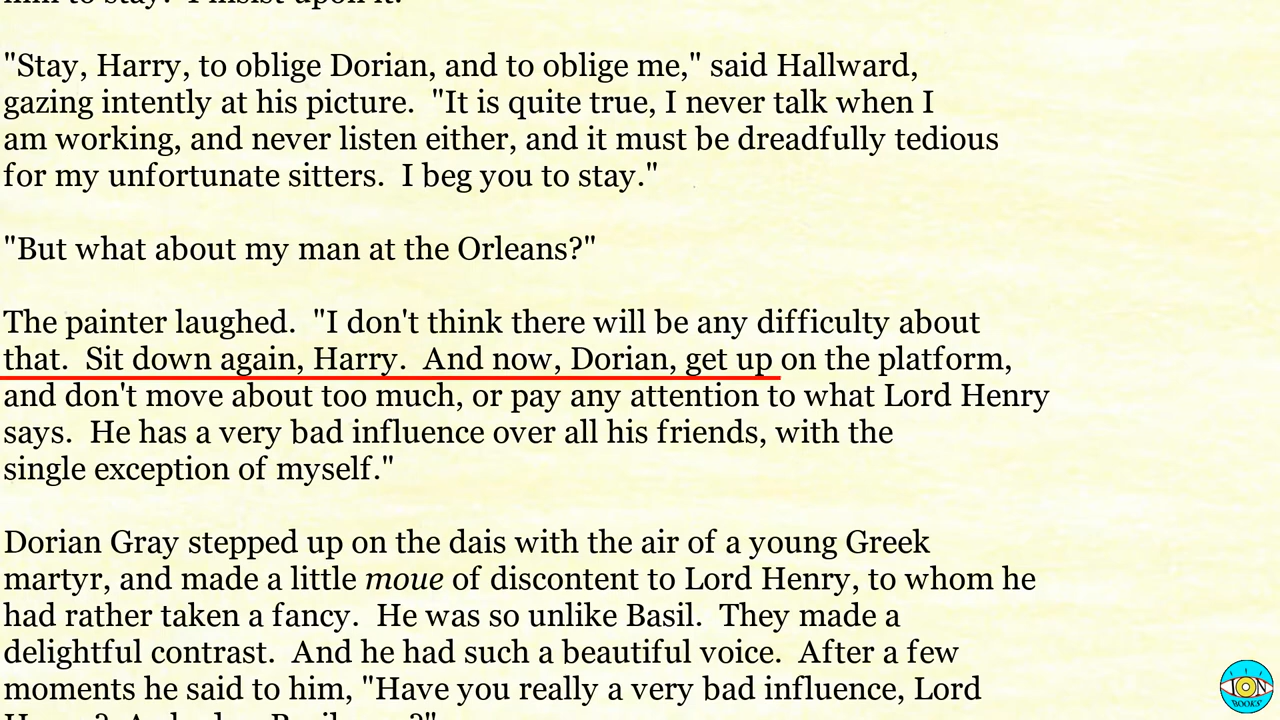 "Stay, Harry, to oblige Dorian, and to oblige me," said Hallward,
gazing intently at his picture.  "It is quite true, I never talk when I
am working, and never listen either, and it must be dreadfully tedious
for my unfortunate sitters.  I beg you to stay."
"But what about my man at the Orleans?"
The painter laughed.  "I don't think there will be any difficulty about
that.  Sit down again, Harry.  And now, Dorian, get up on the platform,
and don't move about too much, or pay any attention to what Lord Henry
says.  He has a very bad influence over all his friends, with the
single exception of myself."
Dorian Gray stepped up on the dais with the air of a young Greek
martyr, and made a little moue of discontent to Lord Henry, to whom he
had rather taken a fancy.  He was so unlike Basil.  They made a
delightful contrast.  And he had such a beautiful voice.  After a few
moments he said to him, "Have you really a very bad influence, Lord
ION
BOOKS